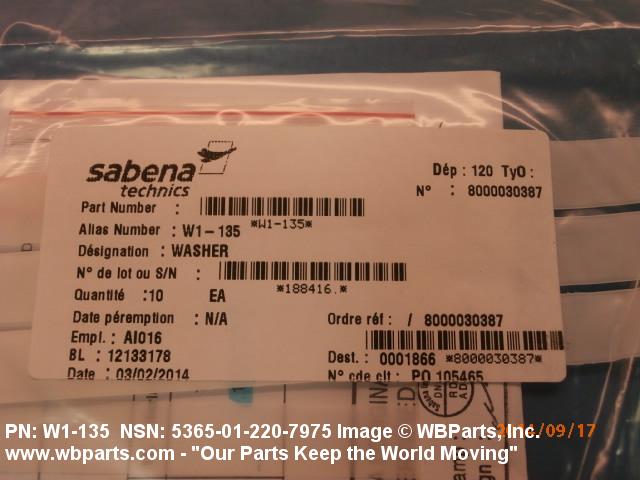 sabena
technics
Dép : 120 TyO :
N° : 8000030387
Part Number :
*W1-135*
Alias Number : W1-135
Désignation : WASHER
N° de lot ou S/N :
*188416.*
Quantité :10 EA
Date péremption : N/A
Ordre réf : / 8000030387
Empl. : AI016
BL : 12133178
Dest. : 0001866 *8000030387*
Date : 03/02/2014
N° cde clt : PO 105465
PN: W1-135 NSN: 5365-01-220-7975 Image © WBParts, Inc.
www.wbparts.com - "Our Parts Keep the World Moving"